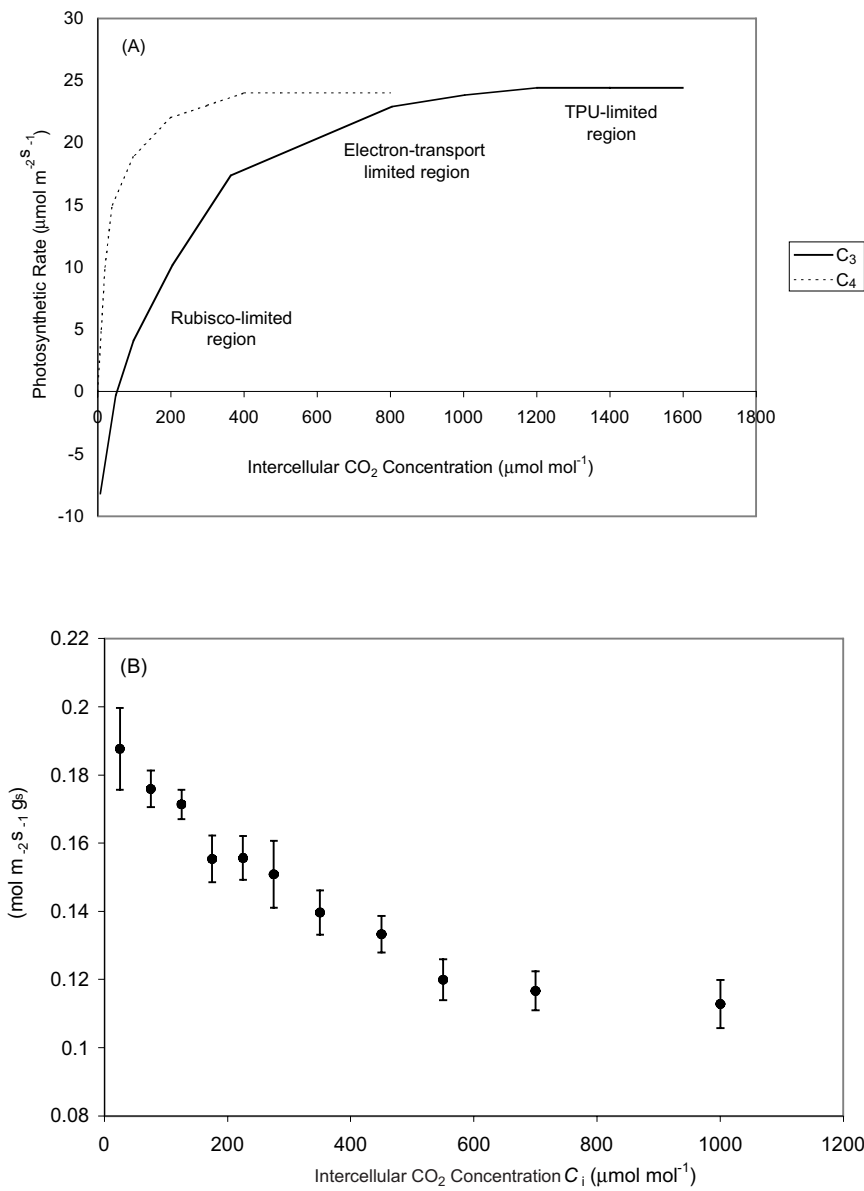 (A)
30
25
20
15
10
5
0
-5
-10
Photosynthetic Rate (μmol m-2s-1)
TPU-limited
region
Electron-transport
limited region
Rubisco-limited
region
C3
C4
0 200 400 600 800 1000 1200 1400 1600 1800
Intercellular CO2 Concentration (μmol mol-1)
(B)
0.22
0.2
0.18
0.16
0.14
0.12
0.1
0.08
(mol m-2s-1 gs)
0 200 400 600 800 1000 1200
Intercellular CO2 Concentration Ci (μmol mol-1)